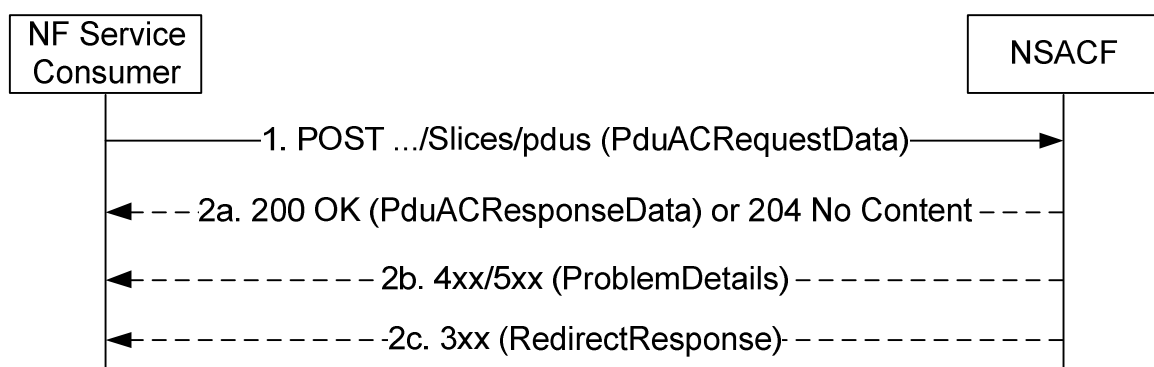 NF Service
Consumer
NSACF
1. POST .../Slices/pdus (PduACRequestData)
2a. 200 OK (PduACResponseData) or 204 No Content
2b. 4xx/5xx (ProblemDetails)
2c. 3xx (RedirectResponse)